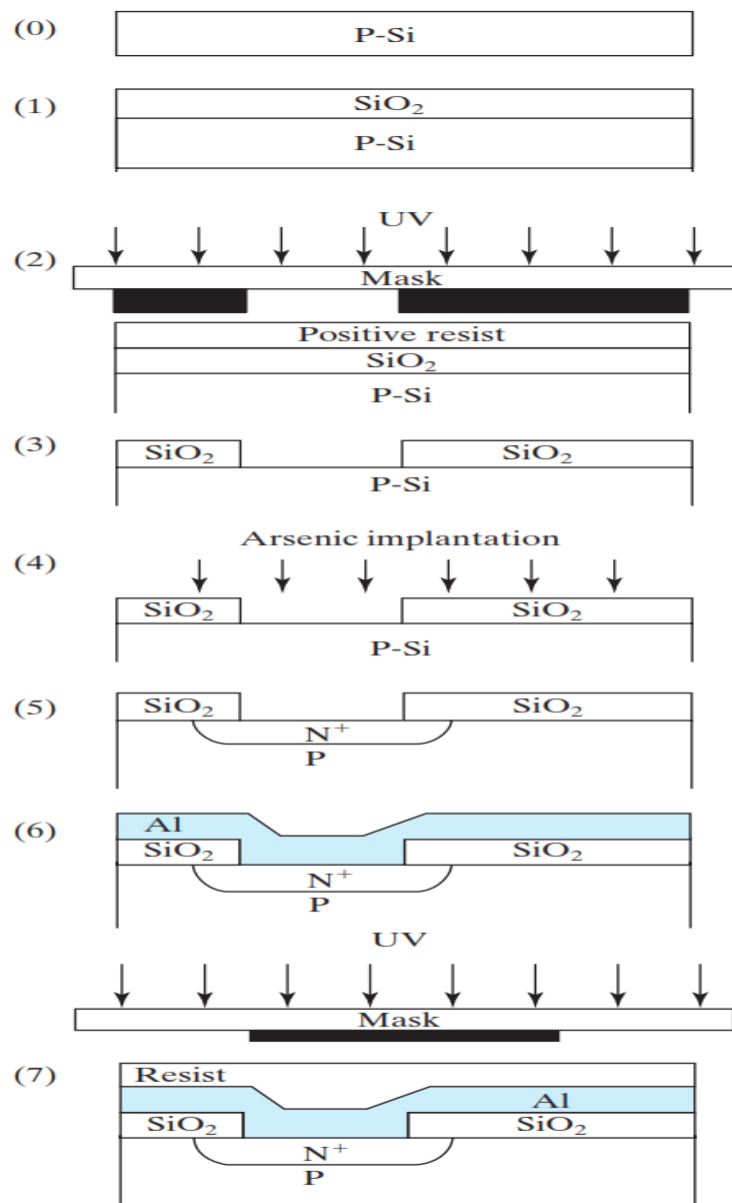 (0) P-Si
(1) SiO₂
P-Si
UV
(2) Mask
Positive resist
SiO₂
P-Si
(3) SiO₂ SiO₂
P-Si
Arsenic implantation
(4)
SiO₂ SiO₂
P-Si
(5) SiO₂ SiO₂
N⁺
P
(6) Al
SiO₂ SiO₂
N⁺
P
UV
Mask
(7) Resist
Al
SiO₂ SiO₂
N⁺
P